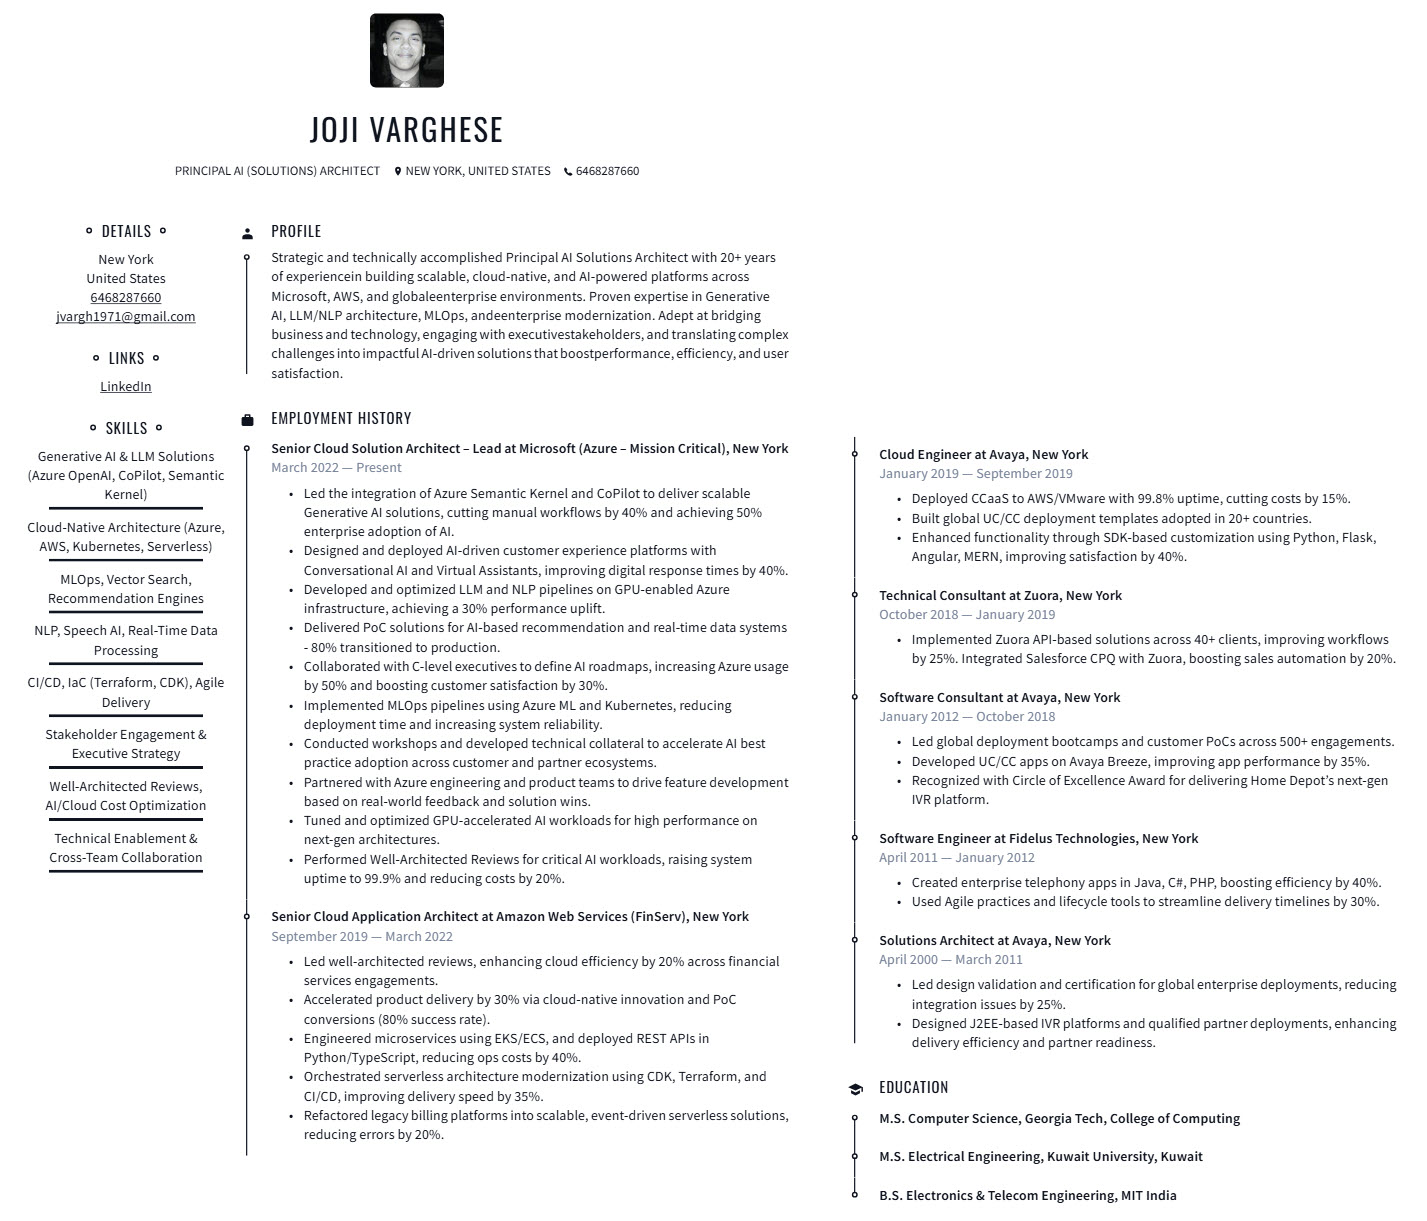 JOJI VARGHESE
PRINCIPAL AI (SOLUTIONS) ARCHITECT NEW YORK, UNITED STATES 6468287660
DETAILS
New York
United States
6468287660
jvargh1971@gmail.com
LINKS
LinkedIn
SKILLS
Generative AI & LLM Solutions
(Azure OpenAI, CoPilot, Semantic
Kernel)
Cloud-Native Architecture (Azure,
AWS, Kubernetes, Serverless)
MLOps, Vector Search,
Recommendation Engines
NLP, Speech AI, Real-Time Data
Processing
CI/CD, IaC (Terraform, CDK), Agile
Delivery
Stakeholder Engagement &
Executive Strategy
Well-Architected Reviews,
AI/Cloud Cost Optimization
Technical Enablement &
Cross-Team Collaboration
PROFILE
Strategic and technically accomplished Principal AI Solutions Architect with 20+ years
of experiencein building scalable, cloud-native, and AI-powered platforms across
Microsoft, AWS, and globaleenterprise environments. Proven expertise in Generative
AI, LLM/NLP architecture, MLOps, andeenterprise modernization. Adept at bridging
business and technology, engaging with executivestakeholders, and translating complex
challenges into impactful AI-driven solutions that boostperformance, efficiency, and user
satisfaction.
EMPLOYMENT HISTORY
Senior Cloud Solution Architect – Lead at Microsoft (Azure – Mission Critical), New York
March 2022 — Present
• Led the integration of Azure Semantic Kernel and CoPilot to deliver scalable
Generative AI solutions, cutting manual workflows by 40% and achieving 50%
enterprise adoption of AI.
• Designed and deployed AI-driven customer experience platforms with
Conversational AI and Virtual Assistants, improving digital response times by 40%.
• Developed and optimized LLM and NLP pipelines on GPU-enabled Azure
infrastructure, achieving a 30% performance uplift.
• Delivered PoC solutions for AI-based recommendation and real-time data systems
- 80% transitioned to production.
• Collaborated with C-level executives to define AI roadmaps, increasing Azure usage
by 50% and boosting customer satisfaction by 30%.
• Implemented MLOps pipelines using Azure ML and Kubernetes, reducing
deployment time and increasing system reliability.
• Conducted workshops and developed technical collateral to accelerate AI best
practice adoption across customer and partner ecosystems.
• Partnered with Azure engineering and product teams to drive feature development
based on real-world feedback and solution wins.
• Tuned and optimized GPU-accelerated AI workloads for high performance on
next-gen architectures.
• Performed Well-Architected Reviews for critical AI workloads, raising system
uptime to 99.9% and reducing costs by 20%.
Senior Cloud Application Architect at Amazon Web Services (FinServ), New York
September 2019 — March 2022
• Led well-architected reviews, enhancing cloud efficiency by 20% across financial
services engagements.
• Accelerated product delivery by 30% via cloud-native innovation and PoC
conversions (80% success rate).
• Engineered microservices using EKS/ECS, and deployed REST APIs in
Python/TypeScript, reducing ops costs by 40%.
• Orchestrated serverless architecture modernization using CDK, Terraform, and
CI/CD, improving delivery speed by 35%.
• Refactored legacy billing platforms into scalable, event-driven serverless solutions,
reducing errors by 20%.
Cloud Engineer at Avaya, New York
January 2019 — September 2019
• Deployed CCaaS to AWS/VMware with 99.8% uptime, cutting costs by 15%.
• Built global UC/CC deployment templates adopted in 20+ countries.
• Enhanced functionality through SDK-based customization using Python, Flask,
Angular, MERN, improving satisfaction by 40%.
Technical Consultant at Zuora, New York
October 2018 — January 2019
• Implemented Zuora API-based solutions across 40+ clients, improving workflows
by 25%. Integrated Salesforce CPQ with Zuora, boosting sales automation by 20%.
Software Consultant at Avaya, New York
January 2012 — October 2018
• Led global deployment bootcamps and customer PoCs across 500+ engagements.
• Developed UC/CC apps on Avaya Breeze, improving app performance by 35%.
• Recognized with Circle of Excellence Award for delivering Home Depot’s next-gen
IVR platform.
Software Engineer at Fidelus Technologies, New York
April 2011 — January 2012
• Created enterprise telephony apps in Java, C#, PHP, boosting efficiency by 40%.
• Used Agile practices and lifecycle tools to streamline delivery timelines by 30%.
Solutions Architect at Avaya, New York
April 2000 — March 2011
• Led design validation and certification for global enterprise deployments, reducing
integration issues by 25%.
• Designed J2EE-based IVR platforms and qualified partner deployments, enhancing
delivery efficiency and partner readiness.
EDUCATION
M.S. Computer Science, Georgia Tech, College of Computing
M.S. Electrical Engineering, Kuwait University, Kuwait
B.S. Electronics & Telecom Engineering, MIT India